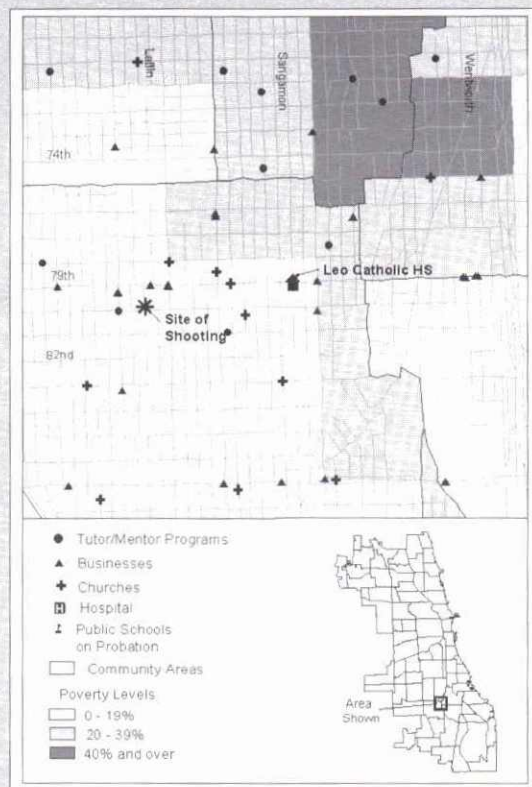 Laflin
Sangamon
Wentworth
74th
79th
Leo Catholic HS
Site of
Shooting
82nd
Tutor/Mentor Programs
Businesses
Churches
H Hospital
Public Schools
on Probation
Community Areas
Poverty Levels
0 - 19%
20 - 39%
40% and over
Area
Shown